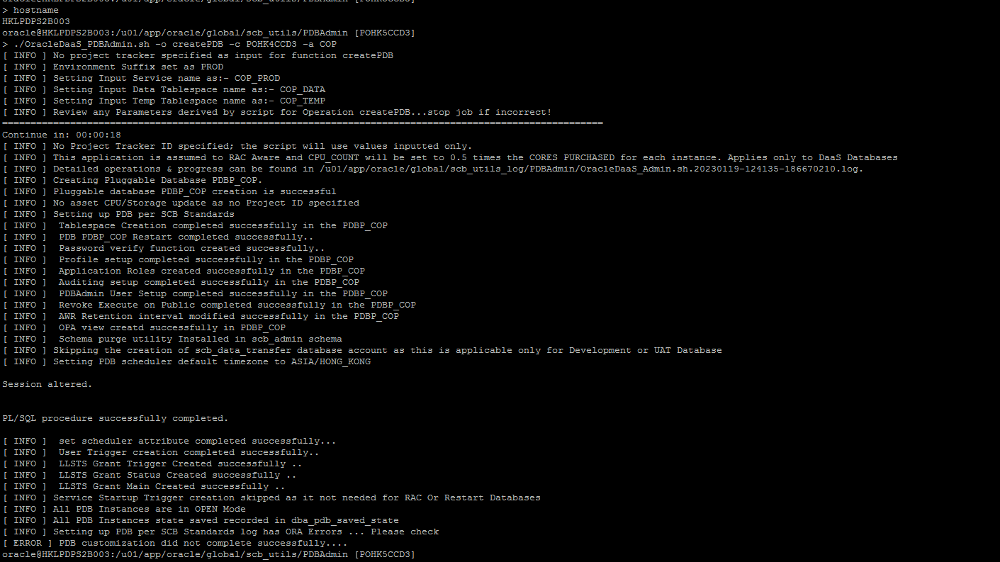 oracle@HKLPDPS2B003:/u01/app/oracle/global/scb_utils/PDBAdmin [POHK5CCD3]
> hostname
HKLPDPS2B003
oracle@HKLPDPS2B003:/u01/app/oracle/global/scb_utils/PDBAdmin [POHK5CCD3]
> ./OracleDaaS_PDBAdmin.sh -o createPDB -c POHK4CCD3 -a COP
[ INFO ] No project tracker specified as input for function createPDB
[ INFO ] Environment Suffix set as PROD
[ INFO ] Setting Input Service name as:- COP_PROD
[ INFO ] Setting Input Data Tablespace name as:- COP_DATA
[ INFO ] Setting Input Temp Tablespace name as:- COP_TEMP
[ INFO ] Review any Parameters derived by script for Operation createPDB...stop job if incorrect!
==========================================================================================================
Continue in: 00:00:18
[ INFO ] No Project Tracker ID specified; the script will use values inputted only.
[ INFO ] This application is assumed to RAC Aware and CPU_COUNT will be set to 0.5 times the CORES PURCHASED for each instance. Applies only to DaaS Databases
[ INFO ] Detailed operations & progress can be found in /u01/app/oracle/global/scb_utils_log/PDBAdmin/OracleDaaS_Admin.sh.20230119-124135-186670210.log.
[ INFO ] Creating Pluggable Database PDBP_COP.
[ INFO ] Pluggable database PDBP_COP creation is successful
[ INFO ] No asset CPU/Storage update as no Project ID specified
[ INFO ] Setting up PDB per SCB Standards
[ INFO ]  Tablespace Creation completed successfully in the PDBP_COP
[ INFO ]  PDB PDBP_COP Restart completed successfully..
[ INFO ]  Password verify function created successfully..
[ INFO ]  Profile setup completed successfully in the PDBP_COP
[ INFO ]  Application Roles created successfully in the PDBP_COP
[ INFO ]  Auditing setup completed successfully in the PDBP_COP
[ INFO ]  PDBAdmin User Setup completed successfully in the PDBP_COP
[ INFO ]  Revoke Execute on Public completed successfully in the PDBP_COP
[ INFO ]  AWR Retention interval modified successfully in the PDBP_COP
[ INFO ]  OPA view creatd successfully in PDBP_COP
[ INFO ]  Schema purge utility Installed in scb_admin schema
[ INFO ] Skipping the creation of scb_data_transfer database account as this is applicable only for Development or UAT Database
[ INFO ] Setting PDB scheduler default timezone to ASIA/HONG_KONG
Session altered.
PL/SQL procedure successfully completed.
[ INFO ]  set scheduler attribute completed successfully...
[ INFO ]  User Trigger creation completed successfully..
[ INFO ]  LLSTS Grant Trigger Created successfully ..
[ INFO ]  LLSTS Grant Status Created successfully ..
[ INFO ]  LLSTS Grant Main Created successfully ..
[ INFO ] Service Startup Trigger creation skipped as it not needed for RAC Or Restart Databases
[ INFO ] All PDB Instances are in OPEN Mode
[ INFO ] All PDB Instances state saved recorded in dba_pdb_saved_state
[ INFO ] Setting up PDB per SCB Standards log has ORA Errors ... Please check
[ ERROR ] PDB customization did not complete successfully....
oracle@HKLPDPS2B003:/u01/app/oracle/global/scb_utils/PDBAdmin [POHK5CCD3]